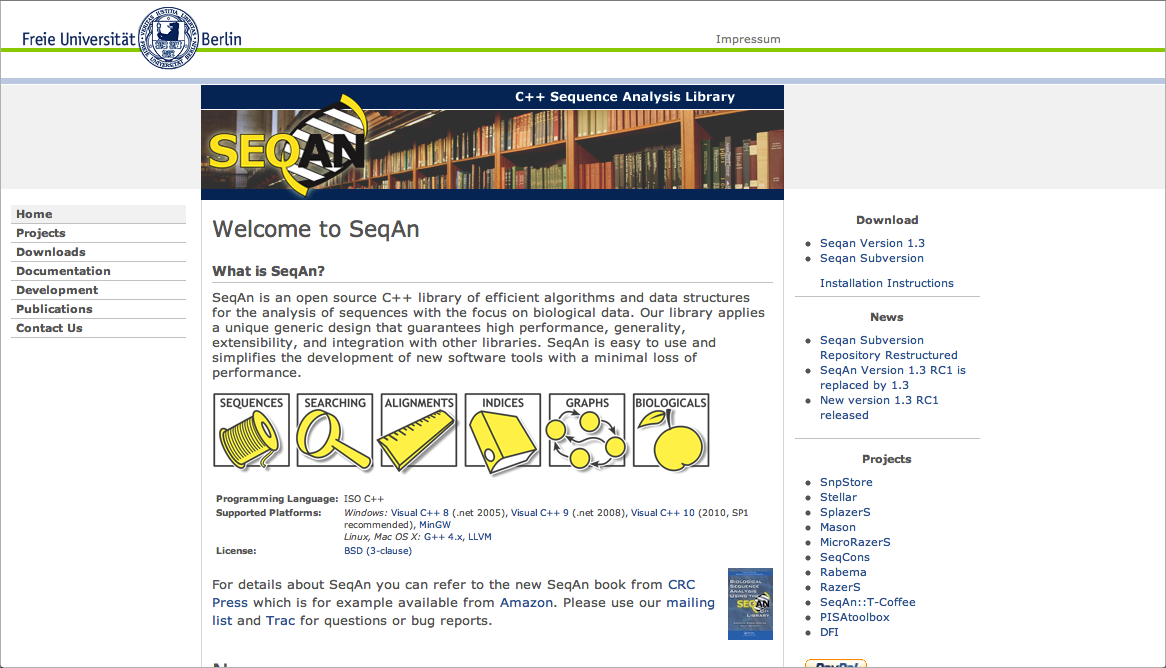 Freie Universität Berlin
Impressum
C++ Sequence Analysis Library
SEQAN
Home
Projects
Downloads
Documentation
Development
Publications
Contact Us
Welcome to SeqAn
What is SeqAn?
SeqAn is an open source C++ library of efficient algorithms and data structures
for the analysis of sequences with the focus on biological data. Our library applies
a unique generic design that guarantees high performance, generality,
extensibility, and integration with other libraries. SeqAn is easy to use and
simplifies the development of new software tools with a minimal loss of
performance.
SEQUENCES SEARCHING ALIGNMENTS INDICES GRAPHS BIOLOGICALS
Programming Language: ISO C++
Supported Platforms: Windows: Visual C++ 8 (.net 2005), Visual C++ 9 (.net 2008), Visual C++ 10 (2010, SP1
recommended), MinGW
Linux, Mac OS X: G++ 4.x, LLVM
License: BSD (3-clause)
For details about SeqAn you can refer to the new SeqAn book from CRC
Press which is for example available from Amazon. Please use our mailing
list and Trac for questions or bug reports.
BIOLOGICAL
SEQUENCE
ANALYSIS
USING THE
SEQAN
C++
LIBRARY
Download
Seqan Version 1.3
Seqan Subversion
Installation Instructions
News
Seqan Subversion
Repository Restructured
SeqAn Version 1.3 RC1 is
replaced by 1.3
New version 1.3 RC1
released
Projects
SnpStore
Stellar
SplazerS
Mason
MicroRazerS
SeqCons
Rabema
RazerS
SeqAn::T-Coffee
PISAtoolbox
DFI
PayPal